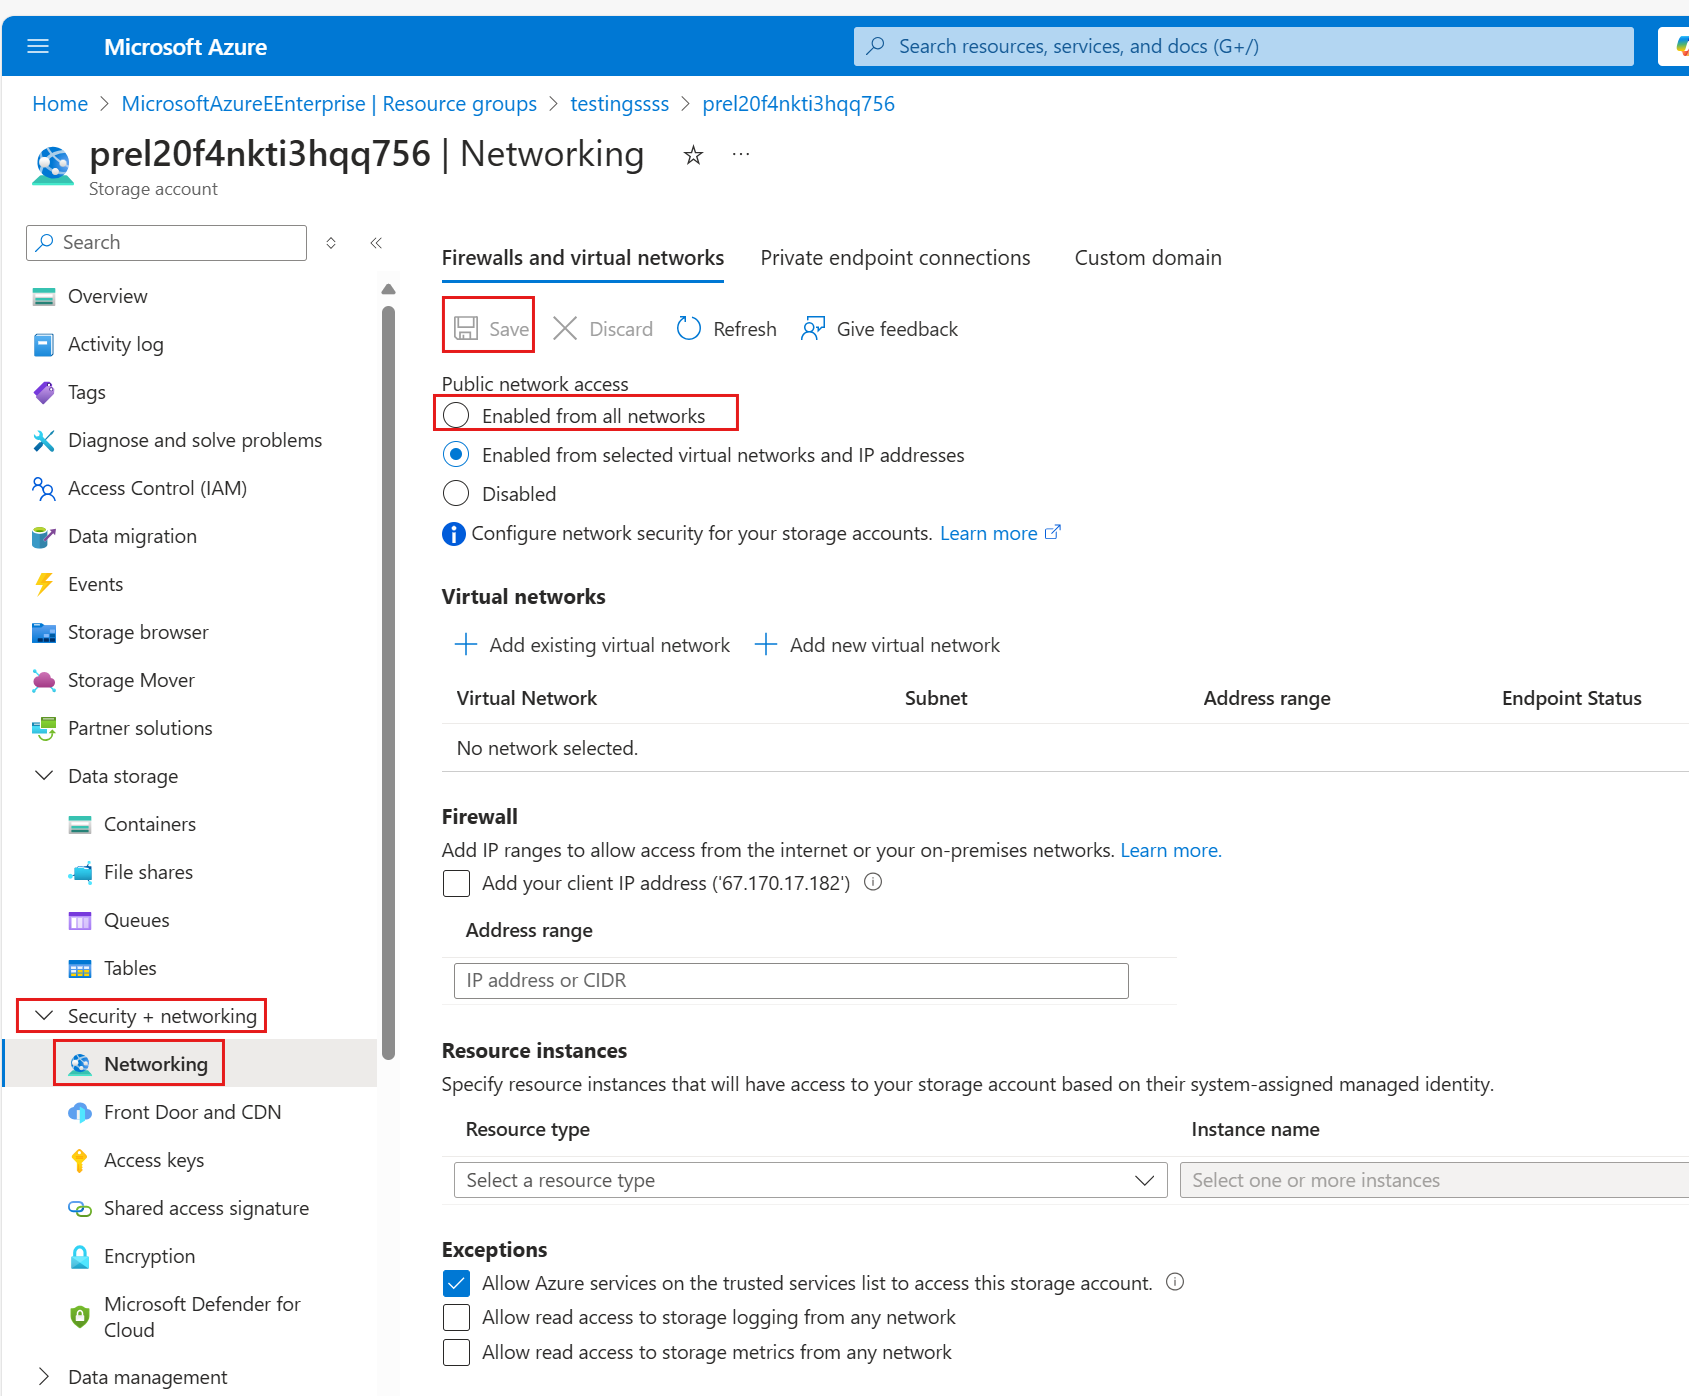 Microsoft Azure
Search resources, services, and docs (G+/)
Home > MicrosoftAzureEEnterprise | Resource groups > testingssss > prel20f4nkti3hqq756
prel20f4nkti3hqq756 | Networking
Storage account
Search
Overview
Activity log
Tags
Diagnose and solve problems
Access Control (IAM)
Data migration
Events
Storage browser
Storage Mover
Partner solutions
Data storage
Containers
File shares
Queues
Tables
Security + networking
Networking
Front Door and CDN
Access keys
Shared access signature
Encryption
Microsoft Defender for
Cloud
Data management
Firewalls and virtual networks Private endpoint connections Custom domain
Save Discard Refresh Give feedback
Public network access
Enabled from all networks
Enabled from selected virtual networks and IP addresses
Disabled
Configure network security for your storage accounts. Learn more
Virtual networks
Add existing virtual network Add new virtual network
Virtual Network Subnet Address range Endpoint Status
No network selected.
Firewall
Add IP ranges to allow access from the internet or your on-premises networks. Learn more.
Add your client IP address ('67.170.17.182')
Address range
IP address or CIDR
Resource instances
Specify resource instances that will have access to your storage account based on their system-assigned managed identity.
Resource type Instance name
Select a resource type Select one or more instances
Exceptions
Allow Azure services on the trusted services list to access this storage account.
Allow read access to storage logging from any network
Allow read access to storage metrics from any network